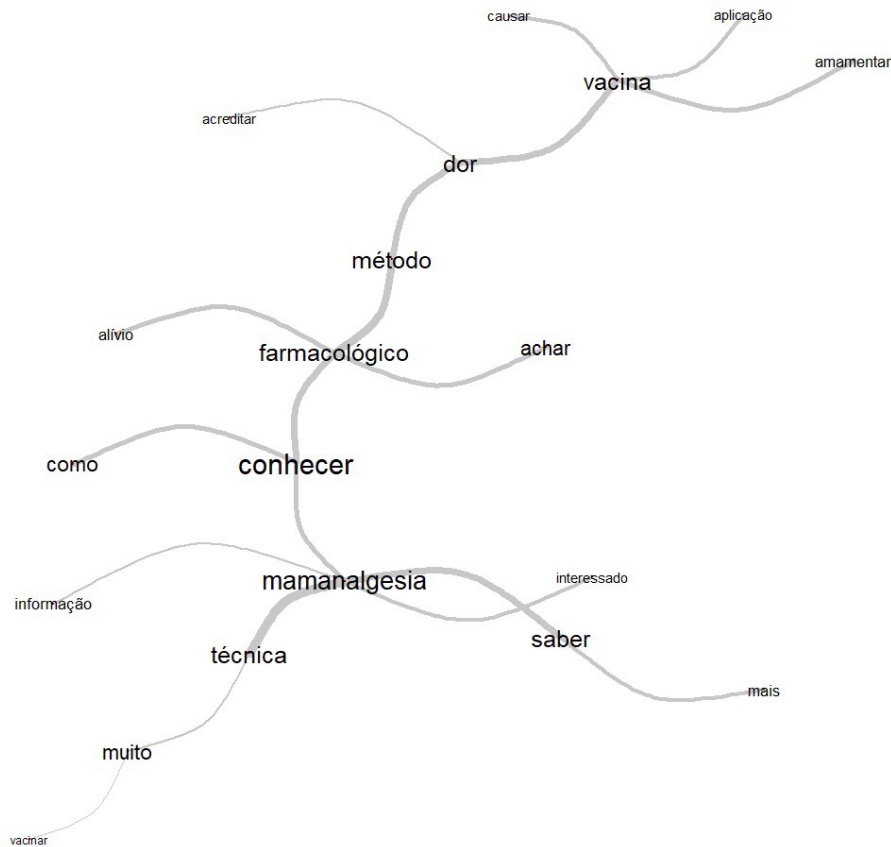 causar
aplicação
amamentar
vacina
acreditar
dor
método
alívio
farmacológico
achar
como
conhecer
mamanalgesia
interessado
informação
saber
técnica
mais
muito
vacinar